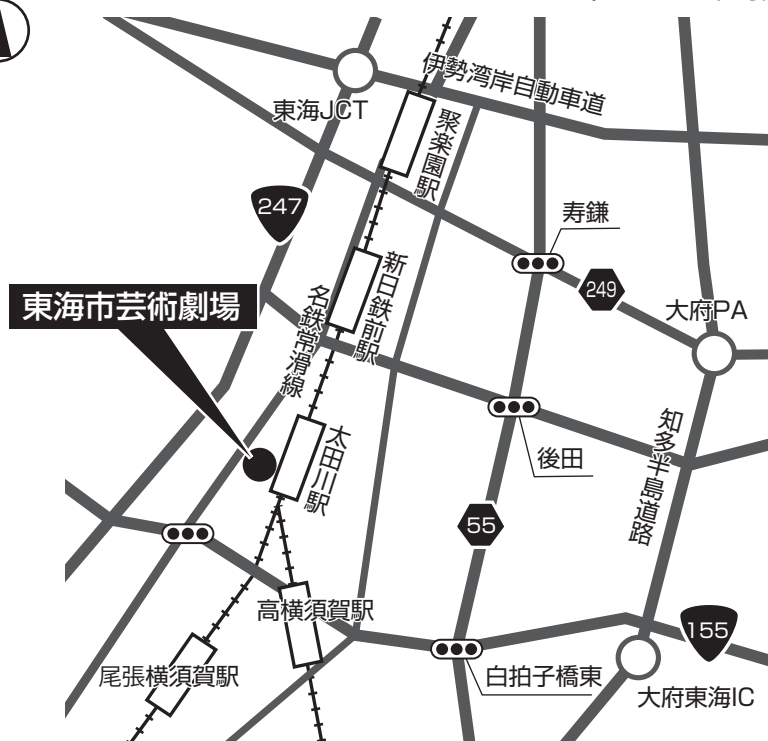 伊勢湾岸自動車道
東海JCT
聚楽園駅
247
寿鎌
249
新日鉄前駅
大府PA
東海市芸術劇場
名鉄常滑線
太田川駅
後田
知多半島道路
55
高横須賀駅
155
尾張横須賀駅
白拍子橋東
大府東海IC